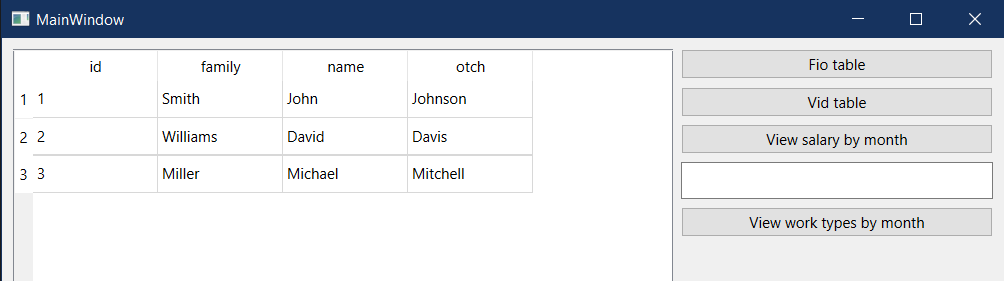 MainWindow
id family name otch
1 1 Smith John Johnson
2 2 Williams David Davis
3 3 Miller Michael Mitchell
Fio table
Vid table
View salary by month
View work types by month